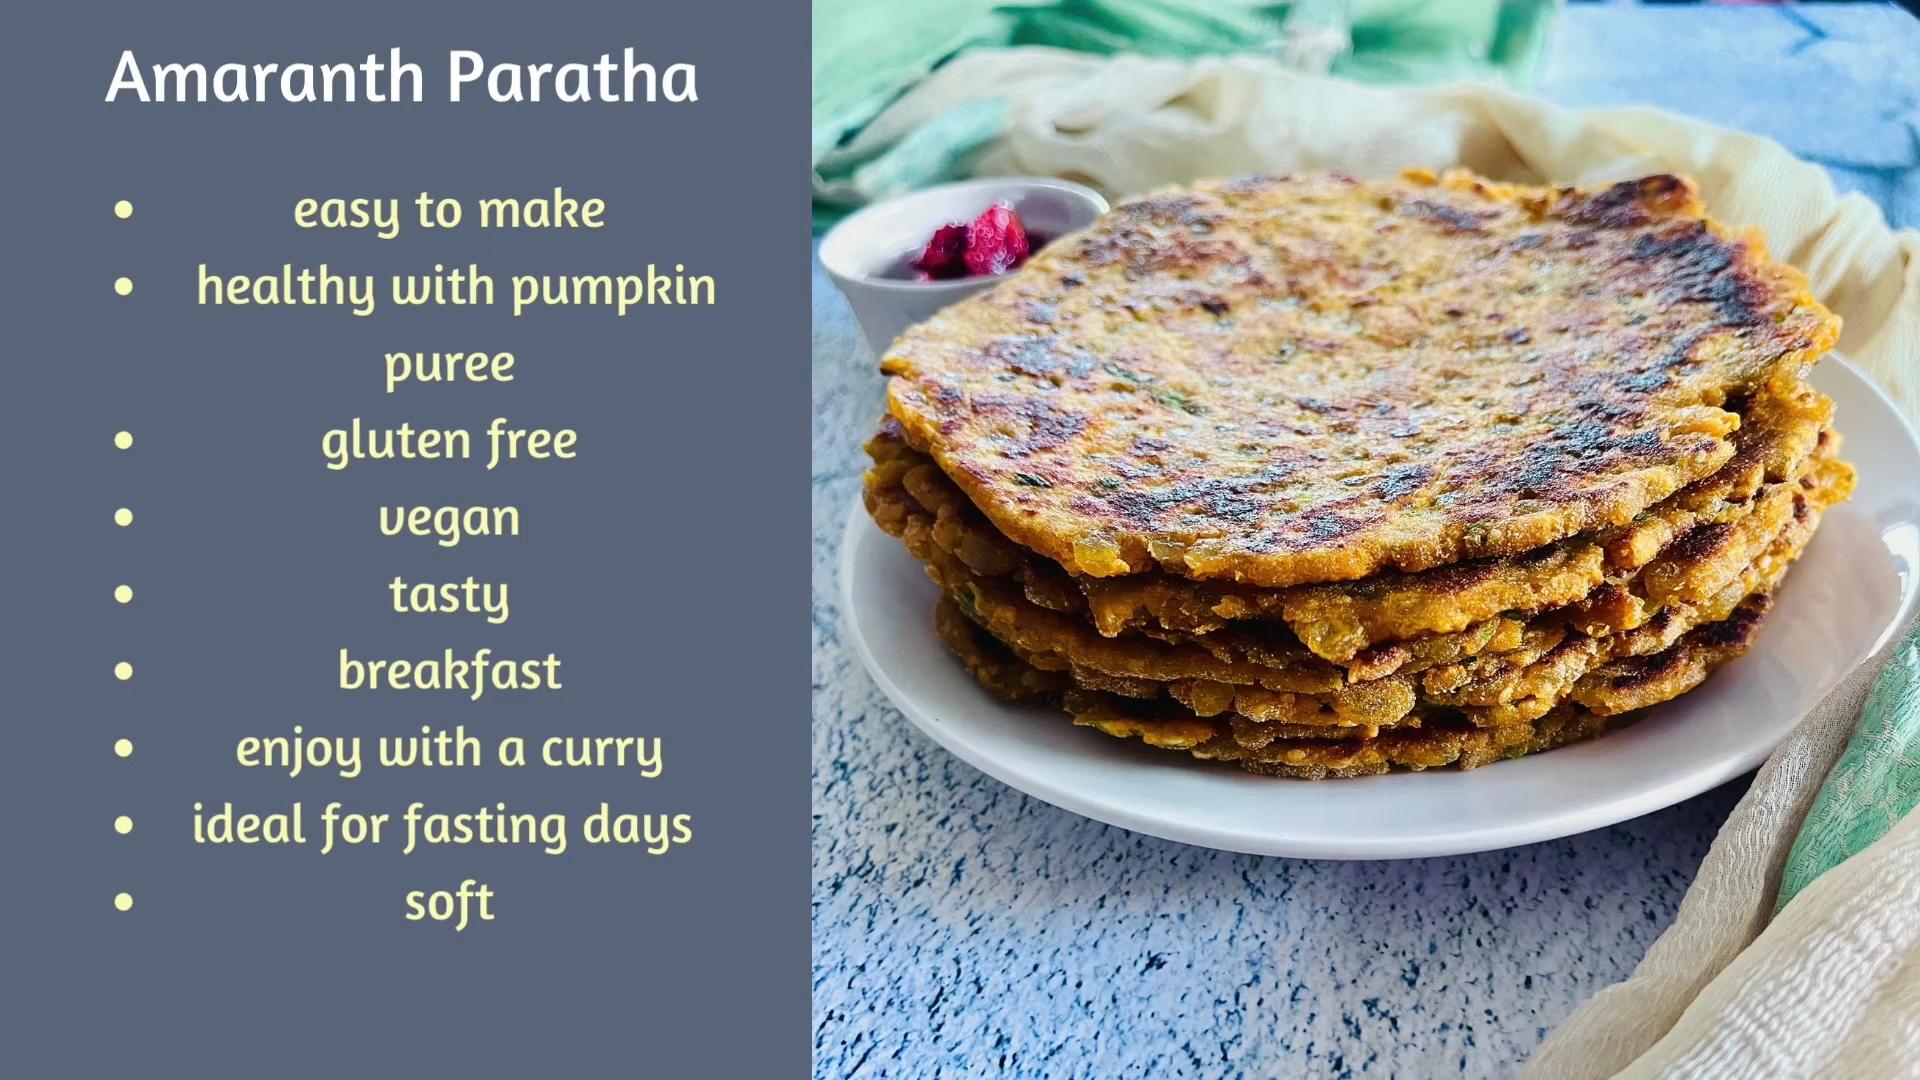 Amaranth Paratha
• easy to make
• healthy with pumpkin
puree
• gluten free
• vegan
• tasty
• breakfast
• enjoy with a curry
• ideal for fasting days
• soft